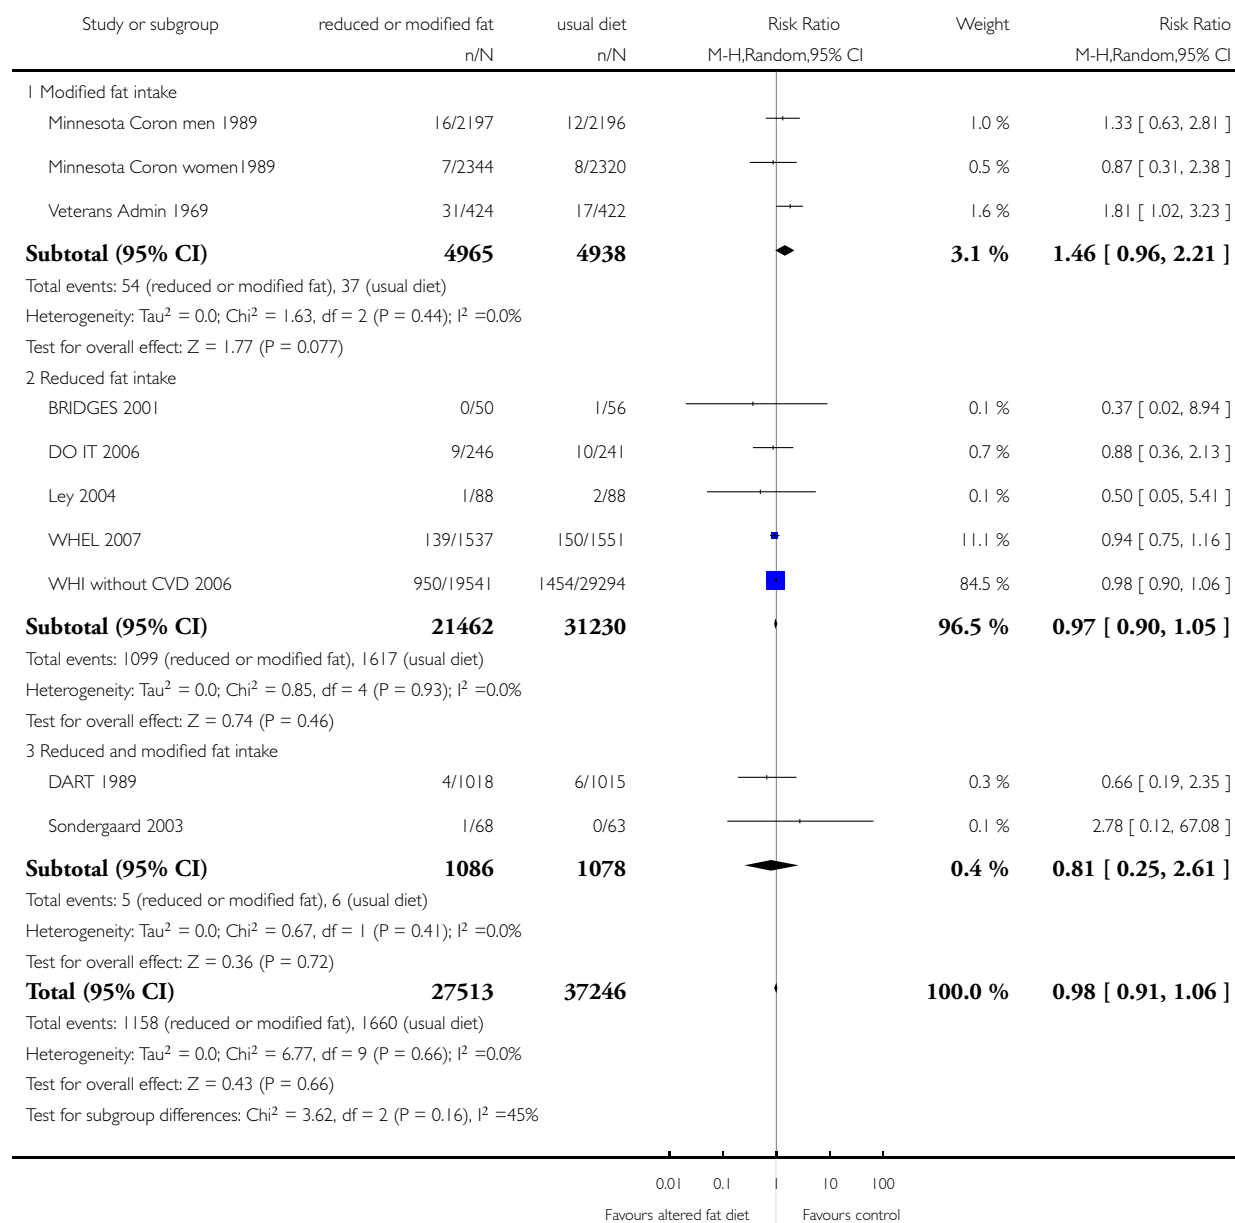 Study or subgroup reduced or modified fat usual diet Risk Ratio Weight Risk Ratio
n/N n/N M-H,Random,95% CI M-H,Random,95% CI
1 Modified fat intake
Minnesota Coron men 1989 16/2197 12/2196 1.0 % 1.33 [ 0.63, 2.81 ]
Minnesota Coron women1989 7/2344 8/2320 0.5 % 0.87 [ 0.31, 2.38 ]
Veterans Admin 1969 31/424 17/422 1.6 % 1.81 [ 1.02, 3.23 ]
Subtotal (95% CI) 4965 4938 3.1 % 1.46 [ 0.96, 2.21 ]
Total events: 54 (reduced or modified fat), 37 (usual diet)
Heterogeneity: Tau² = 0.0; Chi² = 1.63, df = 2 (P = 0.44); I² =0.0%
Test for overall effect: Z = 1.77 (P = 0.077)
2 Reduced fat intake
BRIDGES 2001 0/50 1/56 0.1 % 0.37 [ 0.02, 8.94 ]
DO IT 2006 9/246 10/241 0.7 % 0.88 [ 0.36, 2.13 ]
Ley 2004 1/88 2/88 0.1 % 0.50 [ 0.05, 5.41 ]
WHEL 2007 139/1537 150/1551 11.1 % 0.94 [ 0.75, 1.16 ]
WHI without CVD 2006 950/19541 1454/29294 84.5 % 0.98 [ 0.90, 1.06 ]
Subtotal (95% CI) 21462 31230 96.5 % 0.97 [ 0.90, 1.05 ]
Total events: 1099 (reduced or modified fat), 1617 (usual diet)
Heterogeneity: Tau² = 0.0; Chi² = 0.85, df = 4 (P = 0.93); I² =0.0%
Test for overall effect: Z = 0.74 (P = 0.46)
3 Reduced and modified fat intake
DART 1989 4/1018 6/1015 0.3 % 0.66 [ 0.19, 2.35 ]
Sondergaard 2003 1/68 0/63 0.1 % 2.78 [ 0.12, 67.08 ]
Subtotal (95% CI) 1086 1078 0.4 % 0.81 [ 0.25, 2.61 ]
Total events: 5 (reduced or modified fat), 6 (usual diet)
Heterogeneity: Tau² = 0.0; Chi² = 0.67, df = 1 (P = 0.41); I² =0.0%
Test for overall effect: Z = 0.36 (P = 0.72)
Total (95% CI) 27513 37246 100.0 % 0.98 [ 0.91, 1.06 ]
Total events: 1158 (reduced or modified fat), 1660 (usual diet)
Heterogeneity: Tau² = 0.0; Chi² = 6.77, df = 9 (P = 0.66); I² =0.0%
Test for overall effect: Z = 0.43 (P = 0.66)
Test for subgroup differences: Chi² = 3.62, df = 2 (P = 0.16), I² =45%
0.01 0.1 1 10 100
Favours altered fat diet Favours control